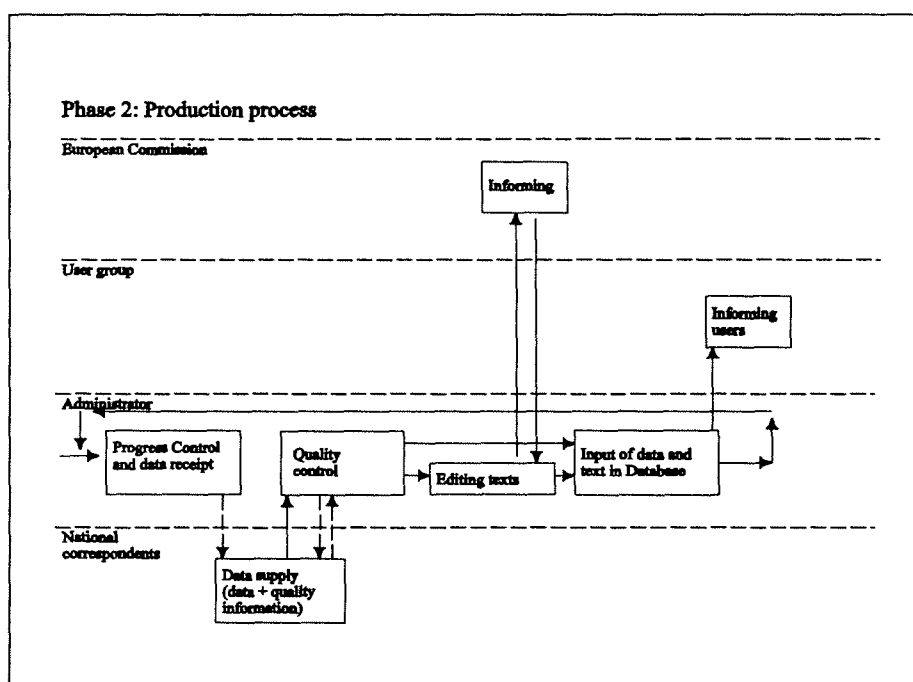 Phase 2: Production process
European Commission
Informing
User group
Informing
users
Administrator
Progress Control
and data receipt
Quality
control
Editing texts
Input of data and
text in Database
National
correspondents
Data supply
(data + quality
information)